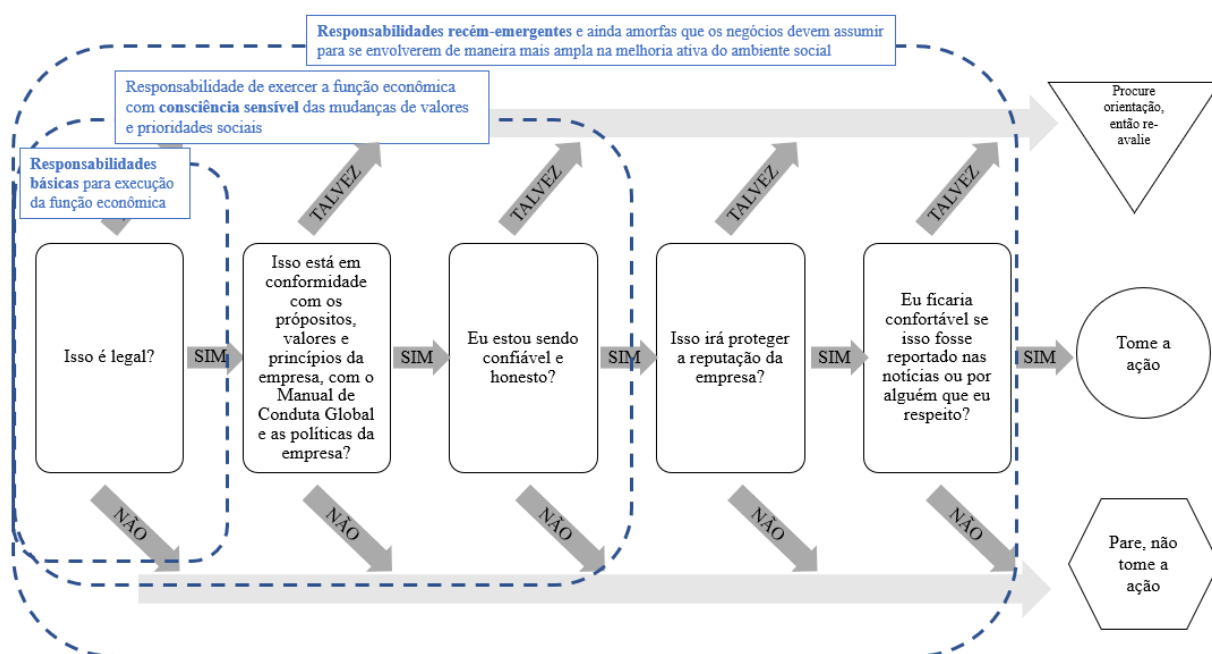 Responsabilidades recém-emergentes e ainda amorfas que os negócios devem assumir
para se envolverem de maneira mais ampla na melhoria ativa do ambiente social
Responsabilidade de exercer a função econômica
com consciência sensível das mudanças de valores
e prioridades sociais
Responsabilidades
básicas para execução
da função econômica
TALVEZ
TALVEZ
TALVEZ
TALVEZ
Procure
orientação,
então re-
avalie
Isso é legal?
SIM
Isso está em
conformidade
com os
própositos,
valores e
princípios da
empresa, com o
Manual de
Conduta Global
e as políticas da
empresa?
SIM
Eu estou sendo
confiável e
honesto?
SIM
Isso irá proteger
a reputação da
empresa?
SIM
Eu ficaria
confortável se
isso fosse
reportado nas
notícias ou por
alguém que eu
respeito?
SIM
Tome a
ação
NÃO
NÃO
NÃO
NÃO
NÃO
Pare, não
tome a
ação